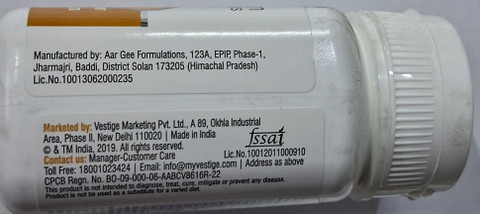 Manufactured by: Aar Gee Formulations, 123A, EPIP, Phase-1,
Jharmajri, Baddi, District Solan 173205 (Himachal Pradesh)
Lic.No.10013062000235
Marketed by: Vestige Marketing Pvt. Ltd., A 89, Okhla Industrial
Area, Phase II, New Delhi 110020 | Made in India
© & TM India, 2019. All rights reserved.
fssai
Lic.No.10012011000910
Contact us: Manager-Customer Care
Toll Free: 18001023424 | Email: info@myvestige.com | Address as above
CPCB Regn. No. BO-09-000-06-AABCV8616R-22
This product is not intended to diagnose, treat, cure, mitigate or prevent any disease.
Product is not be used as a substitute for a varied diet.